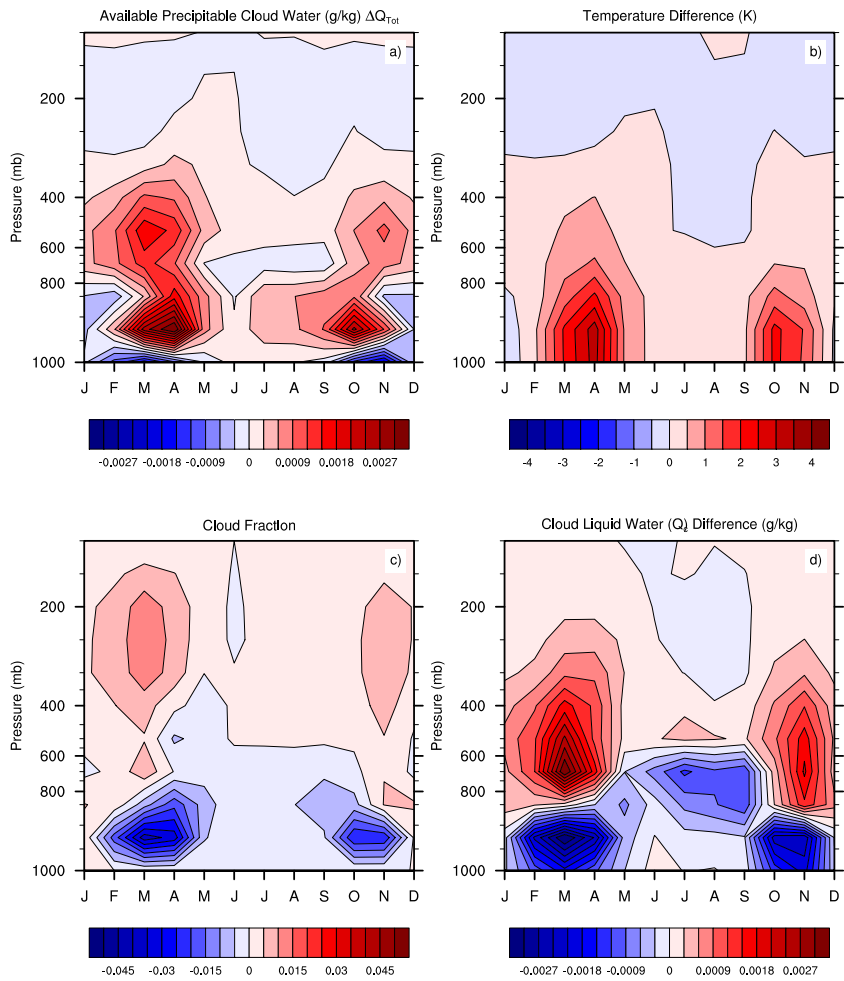 Available Precipitable Cloud Water (g/kg) ΔQTot
a)
Pressure (mb)
200
400
600
800
1000
J F M A M J J A S O N D
-0.0027 -0.0018 -0.0009 0 0.0009 0.0018 0.0027
Temperature Difference (K)
b)
Pressure (mb)
200
400
600
800
1000
J F M A M J J A S O N D
-4 -3 -2 -1 0 1 2 3 4
Cloud Fraction
c)
Pressure (mb)
200
400
600
800
1000
J F M A M J J A S O N D
-0.045 -0.03 -0.015 0 0.015 0.03 0.045
Cloud Liquid Water (Qℓ) Difference (g/kg)
d)
Pressure (mb)
200
400
600
800
1000
J F M A M J J A S O N D
-0.0027 -0.0018 -0.0009 0 0.0009 0.0018 0.0027